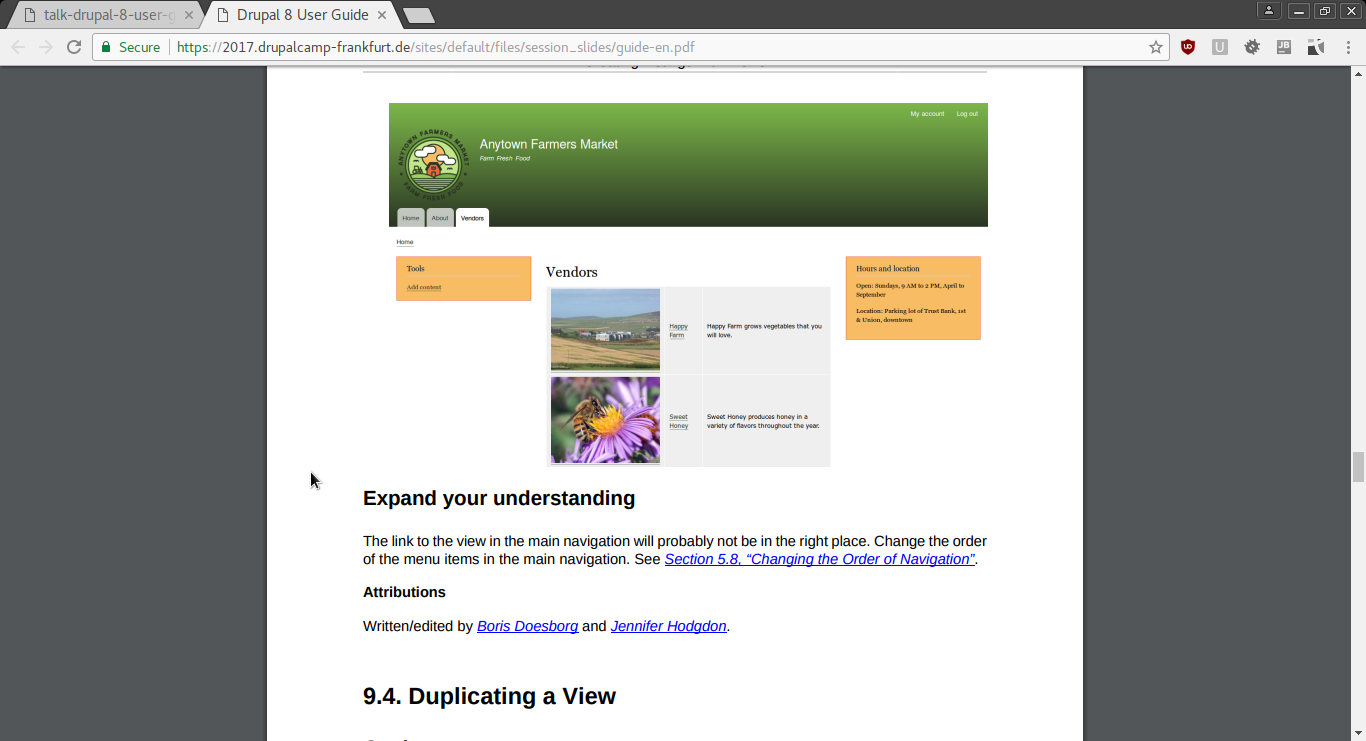 talk-drupal-8-user-g
Drupal 8 User Guide
Secure
https://2017.drupalcamp-frankfurt.de/sites/default/files/session_slides/guide-en.pdf
My account Log out
ANYTOWN FARMERS MARKET
FARM FRESH FOOD
Anytown Farmers Market
Farm Fresh Food
Home About Vendors
Home
Tools
Add content
Vendors
Happy
Farm
Happy Farm grows vegetables that you
will love.
Sweet
Honey
Sweet Honey produces honey in a
variety of flavors throughout the year.
Hours and location
Open: Sundays, 9 AM to 2 PM, April to
September
Location: Parking lot of Trust Bank, 1st
& Union, downtown
Expand your understanding
The link to the view in the main navigation will probably not be in the right place. Change the order
of the menu items in the main navigation. See Section 5.8, “Changing the Order of Navigation”.
Attributions
Written/edited by Boris Doesborg and Jennifer Hodgdon.
9.4. Duplicating a View